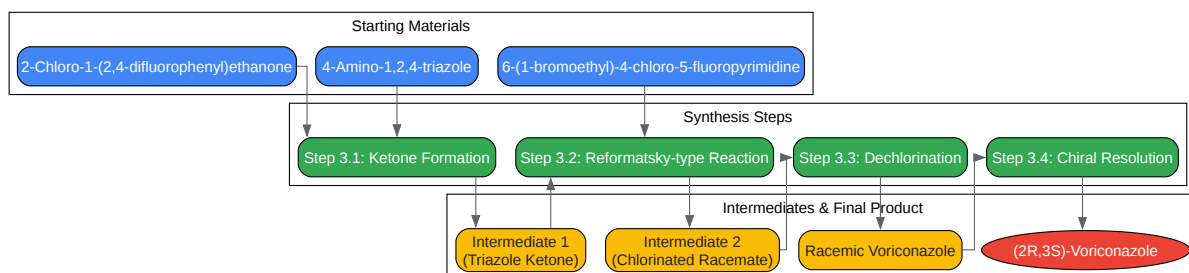 Starting Materials
2-Chloro-1-(2,4-difluorophenyl)ethanone
4-Amino-1,2,4-triazole
6-(1-bromoethyl)-4-chloro-5-fluoropyrimidine
Synthesis Steps
Step 3.1: Ketone Formation
Step 3.2: Reformatsky-type Reaction
Step 3.3: Dechlorination
Step 3.4: Chiral Resolution
Intermediates & Final Product
Intermediate 1
(Triazole Ketone)
Intermediate 2
(Chlorinated Racemate)
Racemic Voriconazole
(2R,3S)-Voriconazole